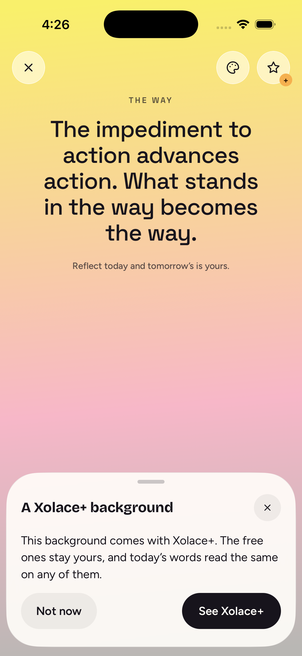 4:26
THE WAY
The impediment to
action advances
action. What stands
in the way becomes
the way.
Reflect today and tomorrow's is yours.
A Xolace+ background
This background comes with Xolace+. The free
ones stay yours, and today's words read the same
on any of them.
Not now
See Xolace+